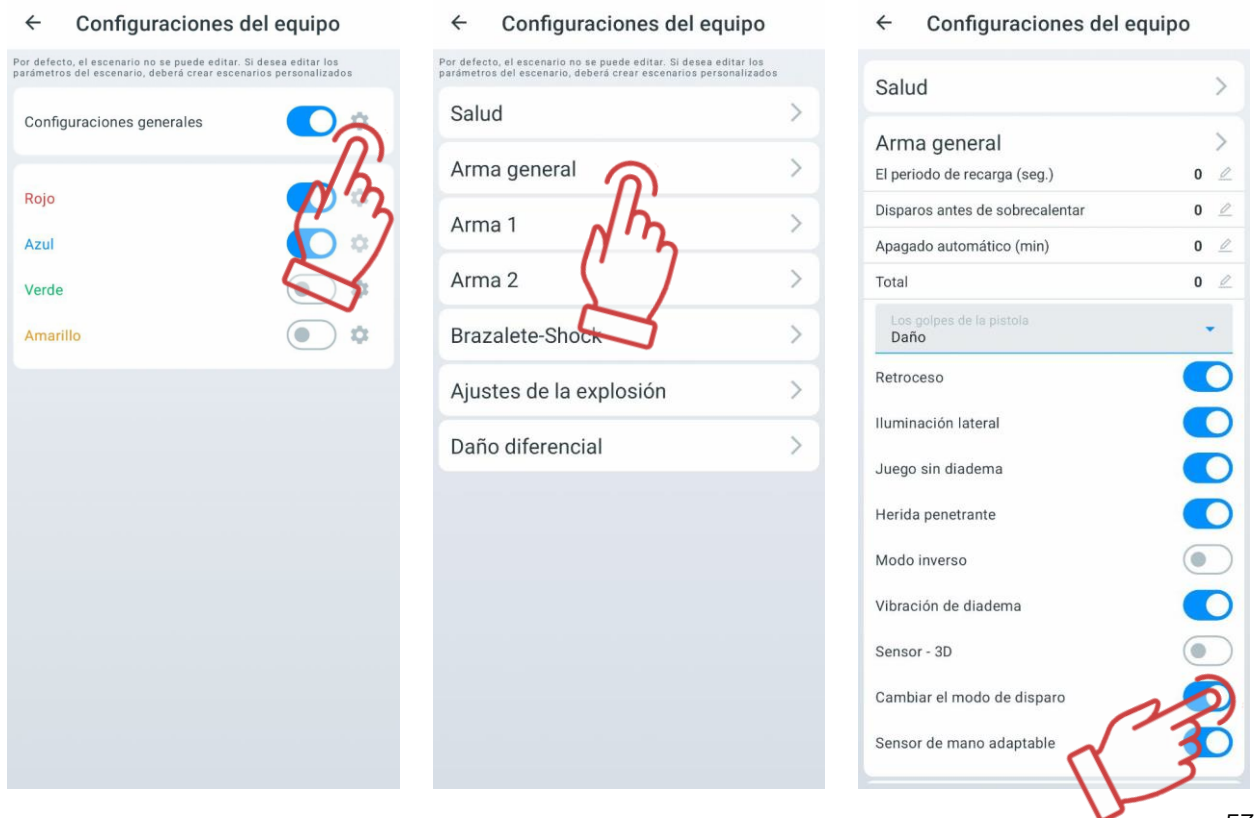 Configuraciones del equipo
Por defecto, el escenario no se puede editar. Si desea editar los
parámetros del escenario, deberá crear escenarios personalizados
Configuraciones generales
Rojo
Azul
Verde
Amarillo
Configuraciones del equipo
Por defecto, el escenario no se puede editar. Si desea editar los
parámetros del escenario, deberá crear escenarios personalizados
Salud
Arma general
Arma 1
Arma 2
Brazalete-Shock
Ajustes de la explosión
Daño diferencial
Configuraciones del equipo
Salud
Arma general
El periodo de recarga (seg.) 0
Disparos antes de sobrecalentar 0
Apagado automático (min) 0
Total 0
Los golpes de la pistola
Daño
Retroceso
Iluminación lateral
Juego sin diadema
Herida penetrante
Modo inverso
Vibración de diadema
Sensor - 3D
Cambiar el modo de disparo
Sensor de mano adaptable